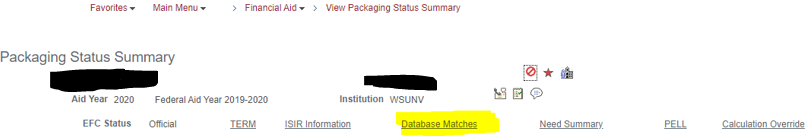 Favorites Main Menu > Financial Aid > View Packaging Status Summary
Packaging Status Summary
Aid Year 2020 Federal Aid Year 2019-2020 Institution WSUNV
EFC Status Official TERM ISIR Information Database Matches Need Summary PELL Calculation Override